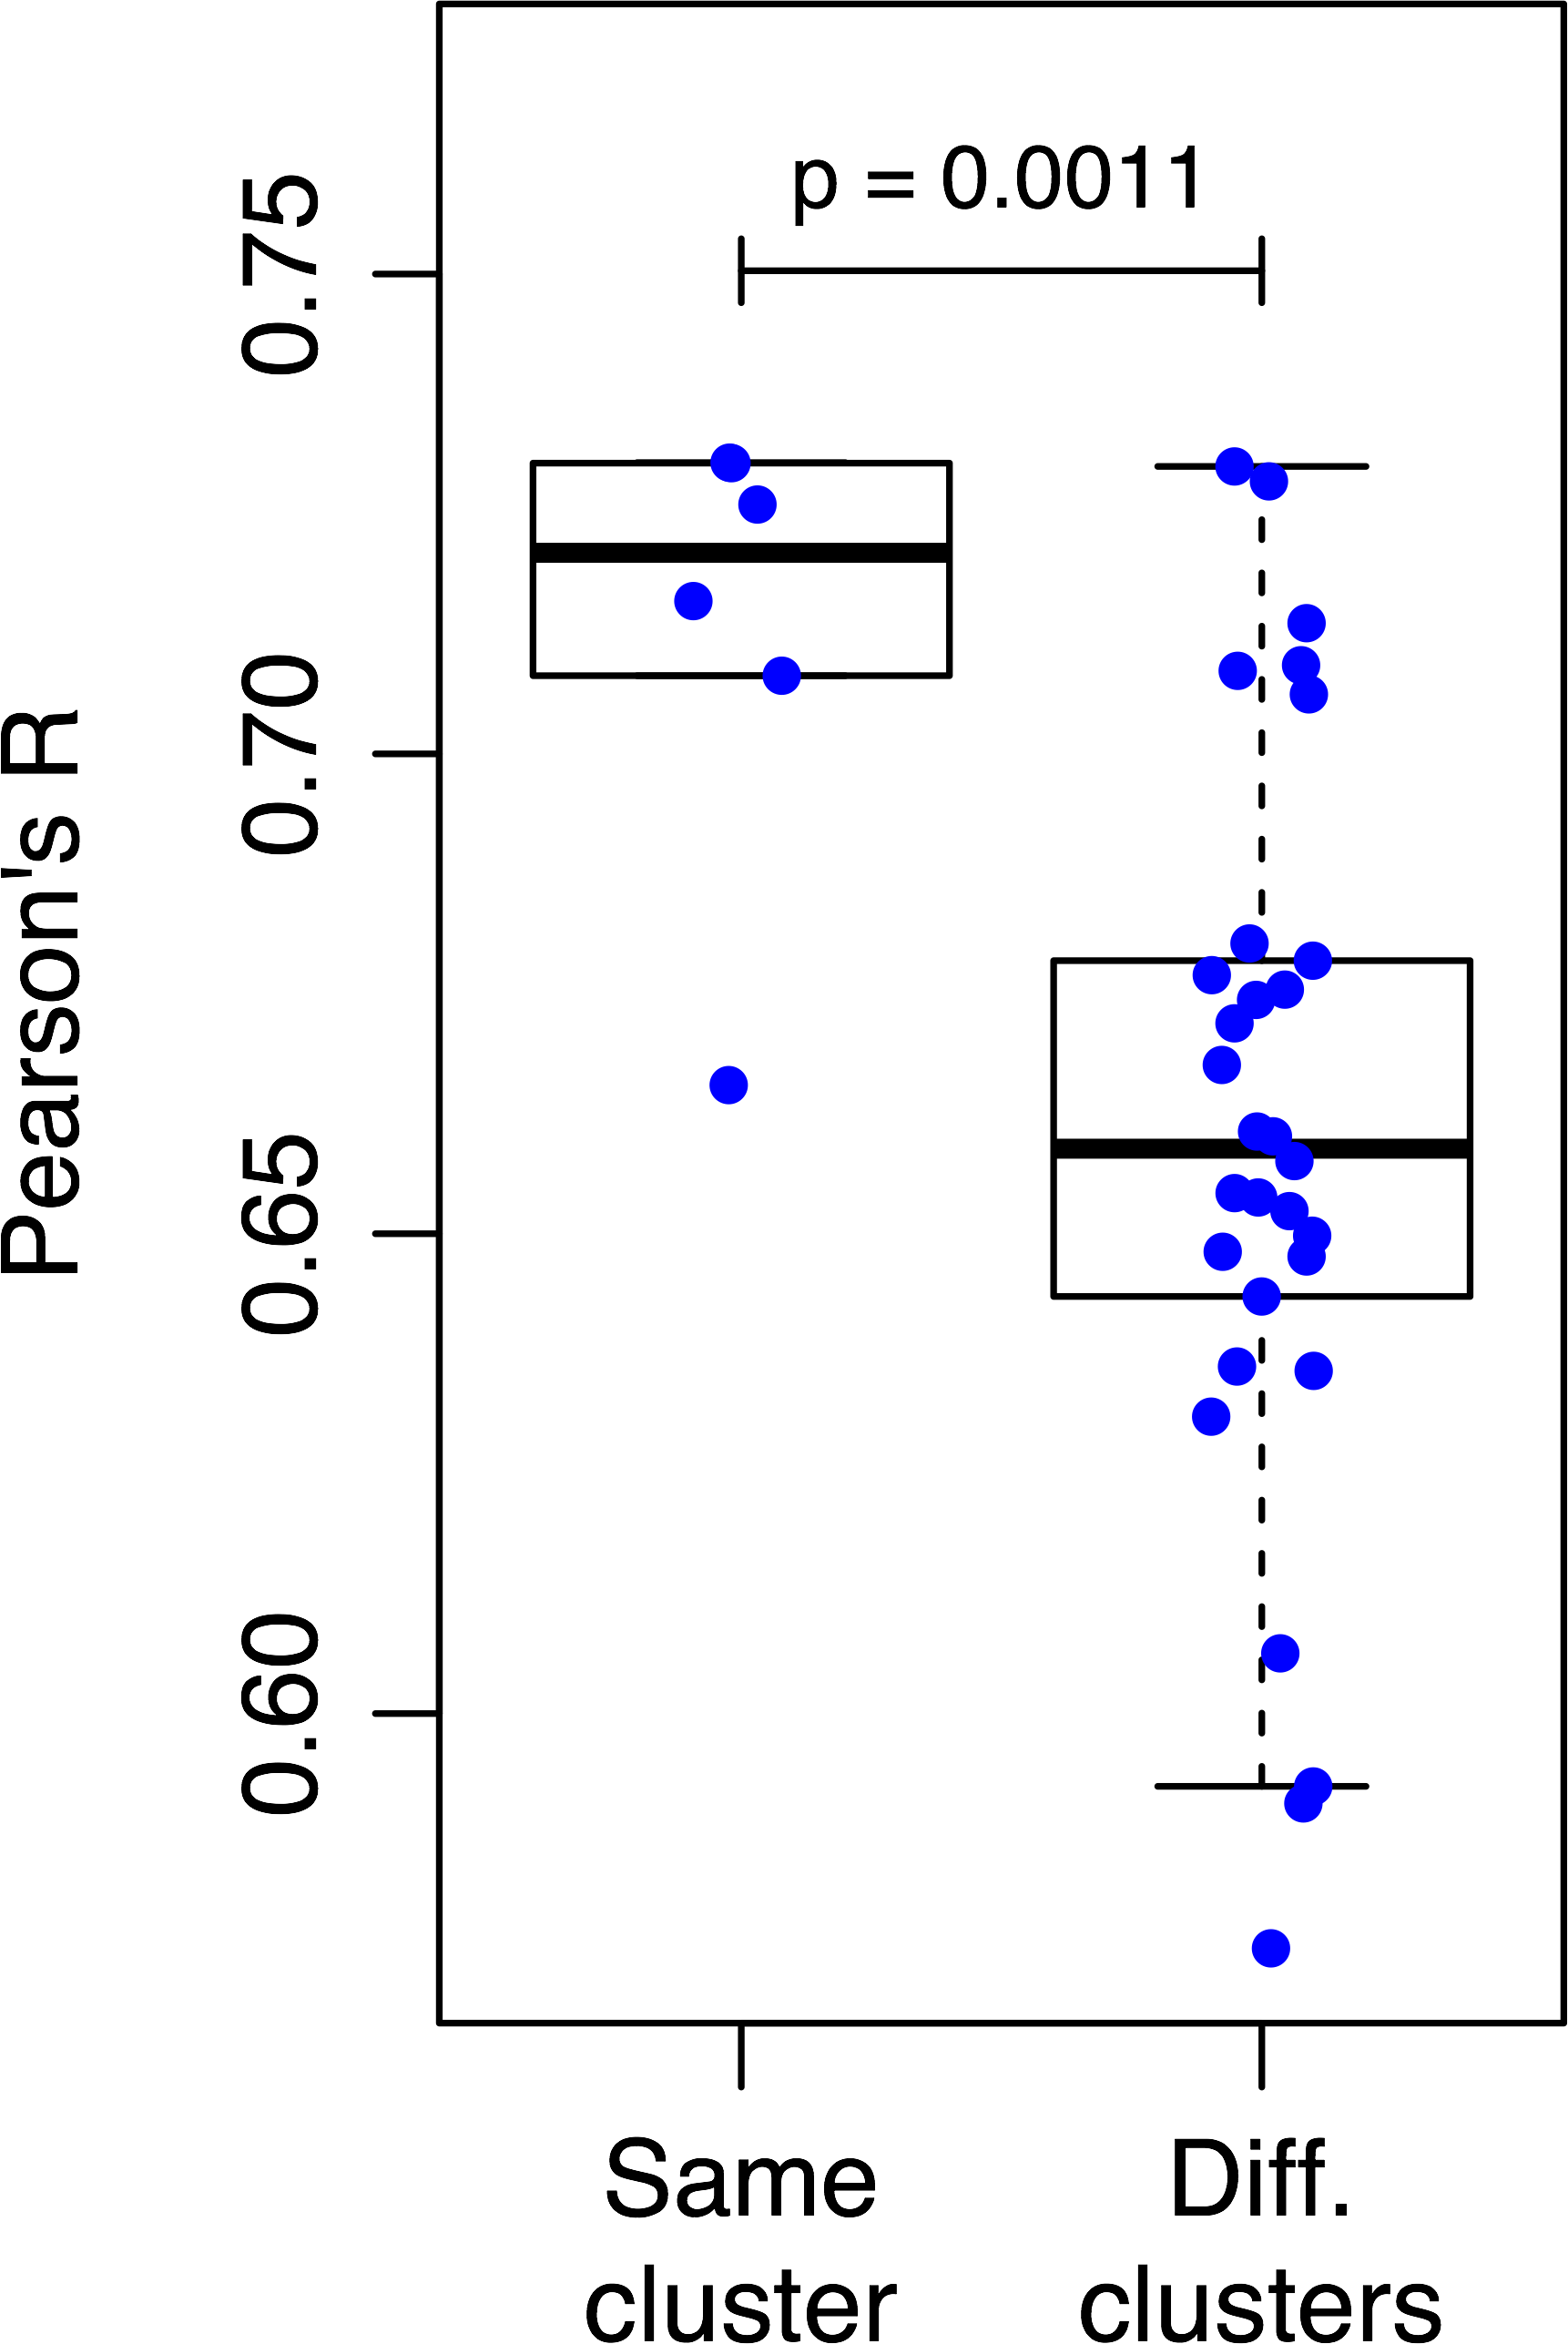 p = 0.0011
Pearson's R
0.75
0.70
0.65
0.60
Same
cluster
Diff.
clusters